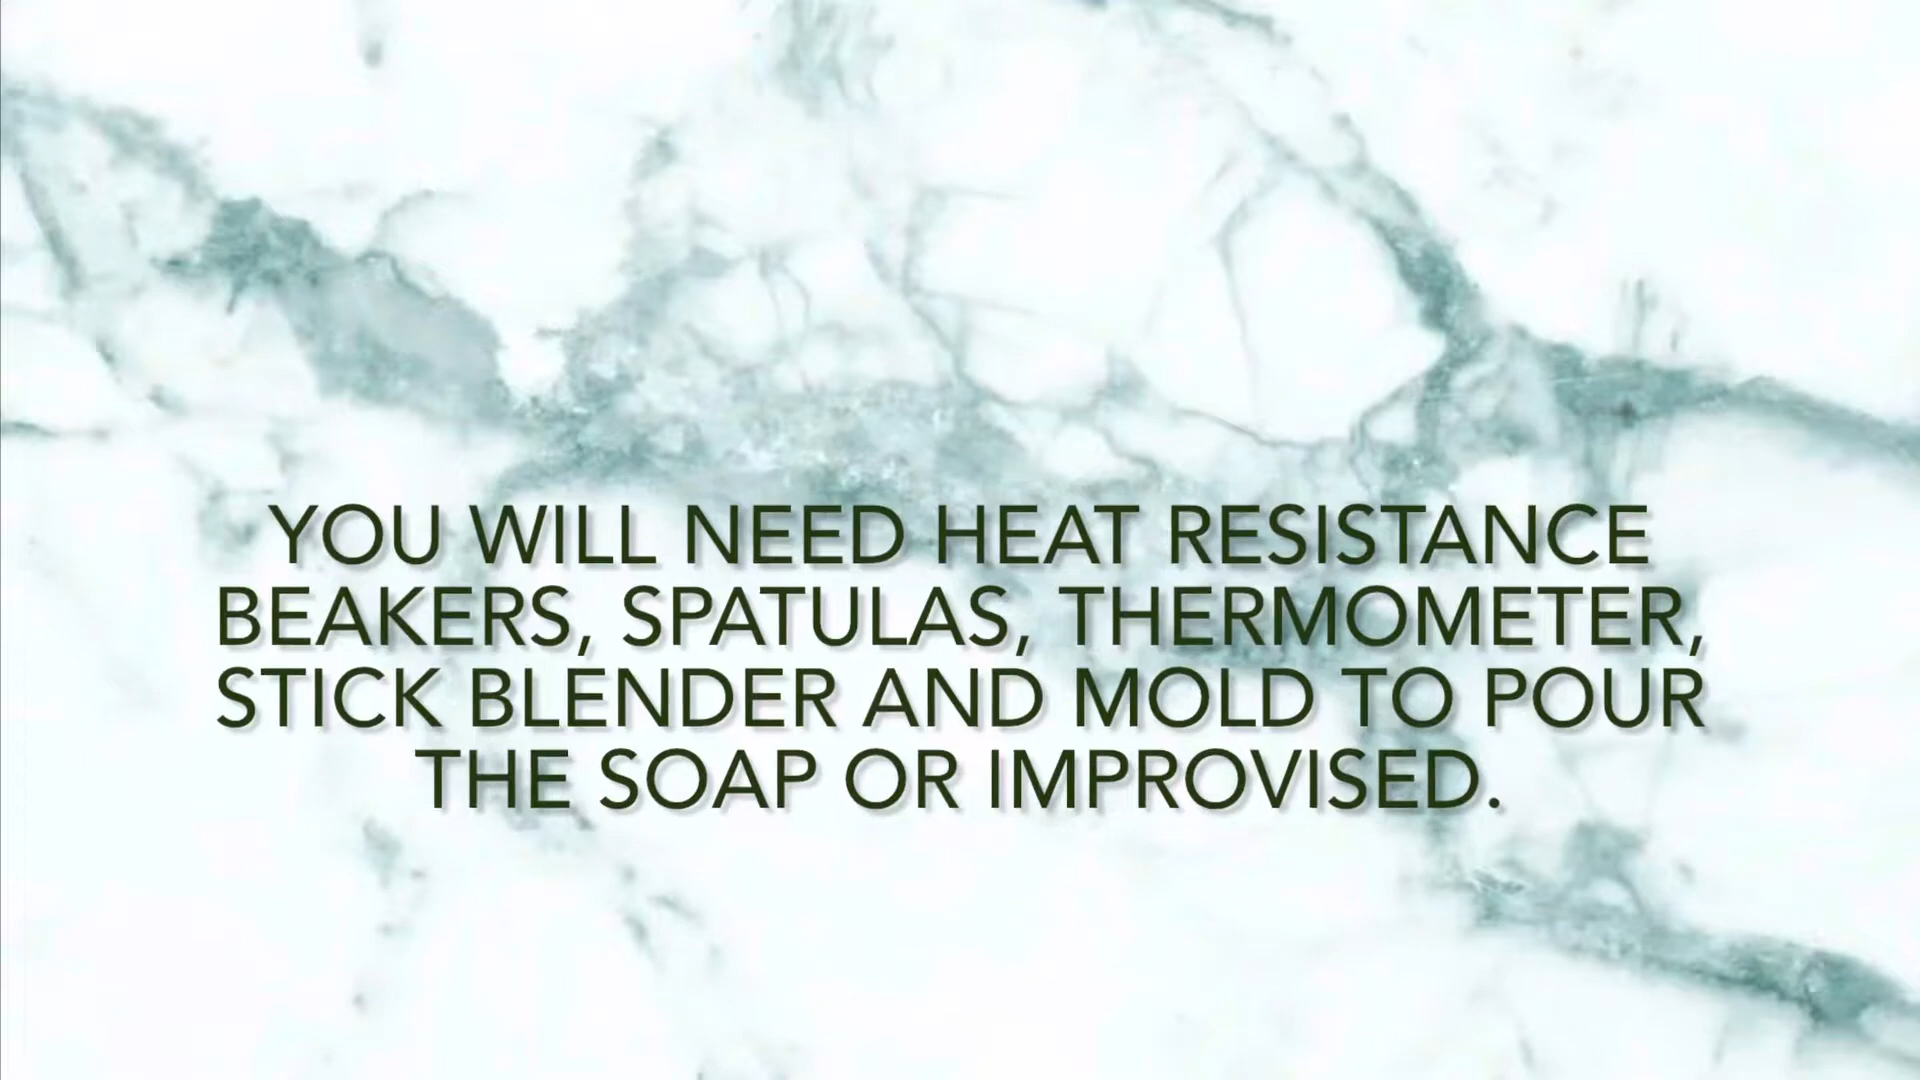 YOU WILL NEED HEAT RESISTANCE
BEAKERS, SPATULAS, THERMOMETER,
STICK BLENDER AND MOLD TO POUR
THE SOAP OR IMPROVISED.